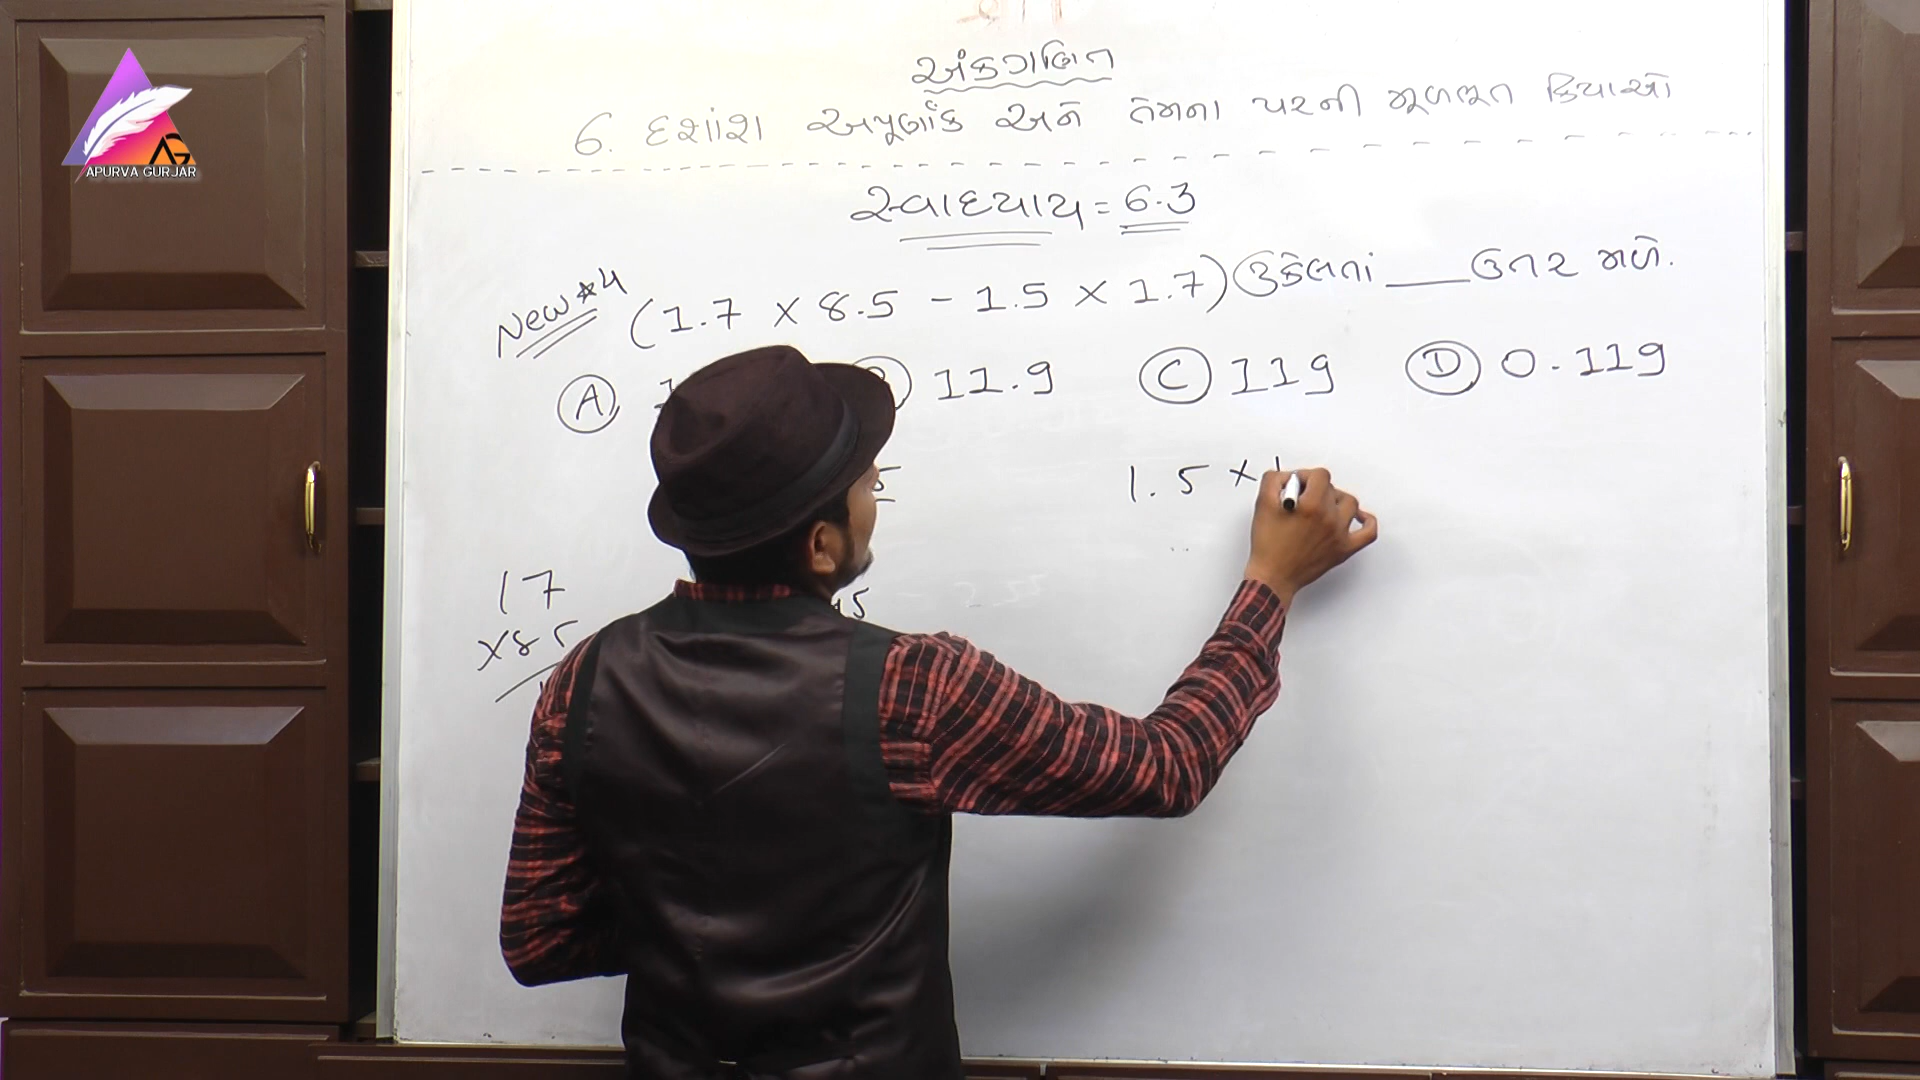 APURVA GURJAR
અંકગણિત
6. દશાંશ અપૂર્ણાંક અને તેમના પરની મૂળભૂત ક્રિયાઓ
સ્વાધ્યાય = 6.3
New *4 (1.7 × 8.5 - 1.5 × 1.7) ઉકેલતાં ___ ઉત્તર મળે.
A B 11.9 C 119 D 0.119
1.5 ×
17
×85